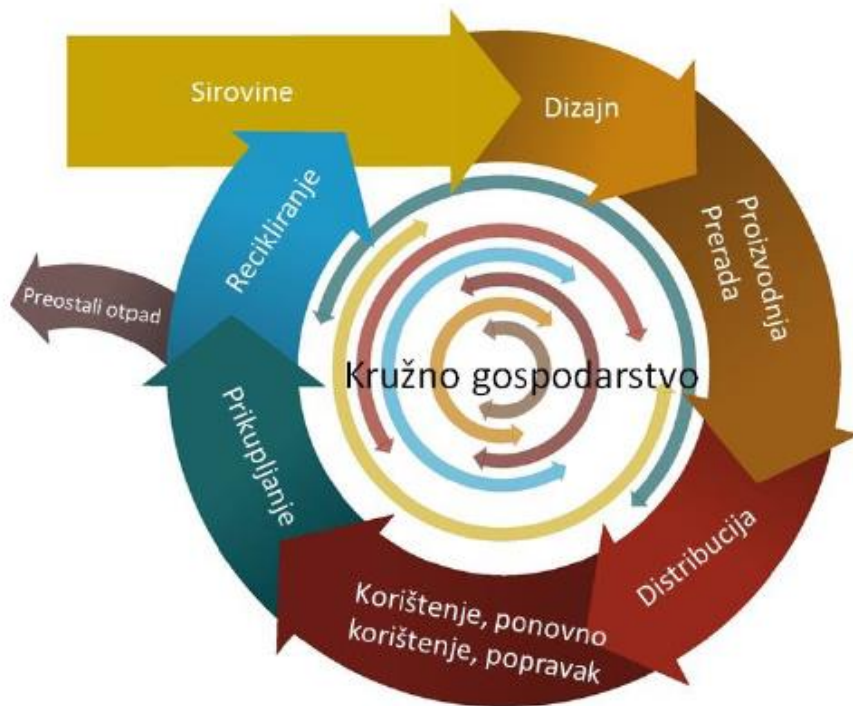 Sirovine
Dizajn
Proizvodnja
Prerada
Distribucija
Korištenje, ponovno
korištenje, popravak
Prikupljanje
Recikliranje
Preostali otpad
Kružno gospodarstvo